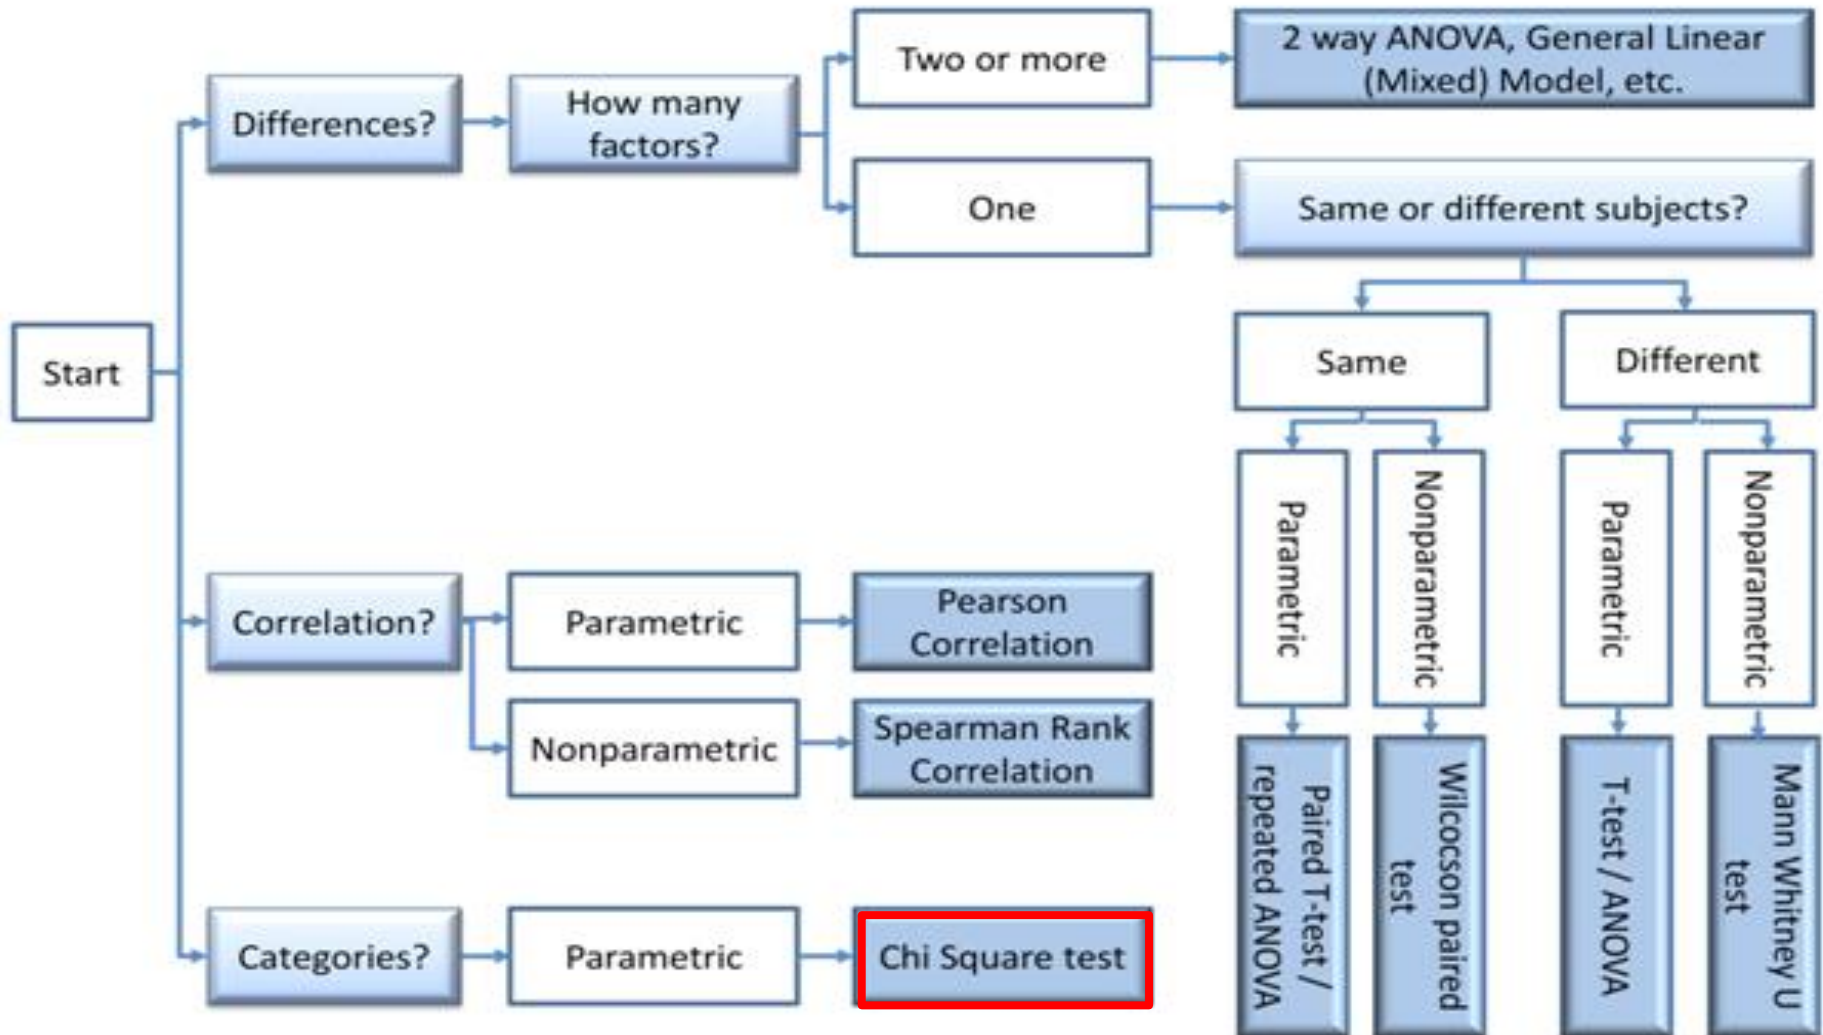 Start
Differences?
How many
factors?
Two or more
2 way ANOVA, General Linear
(Mixed) Model, etc.
One
Same or different subjects?
Same
Different
Parametric
Nonparametric
Parametric
Nonparametric
Paired T-test /
repeated ANOVA
Wilcocson paired
test
T-test / ANOVA
Mann Whitney U
test
Correlation?
Parametric
Pearson
Correlation
Nonparametric
Spearman Rank
Correlation
Categories?
Parametric
Chi Square test